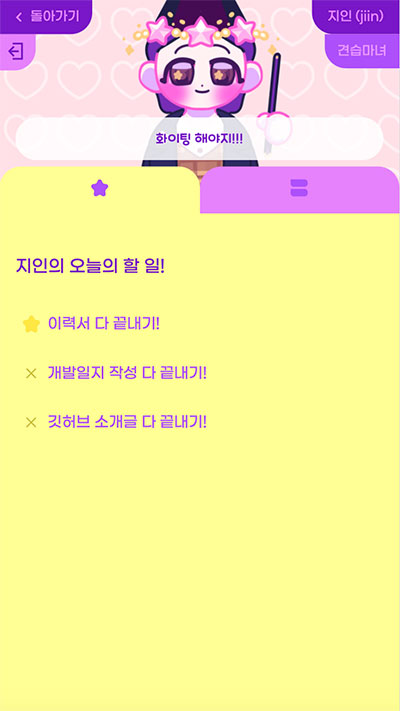 돌아가기
지인 (jiin)
견습마녀
화이팅 해야지!!!
지인의 오늘의 할 일!
이력서 다 끝내기!
개발일지 작성 다 끝내기!
깃허브 소개글 다 끝내기!